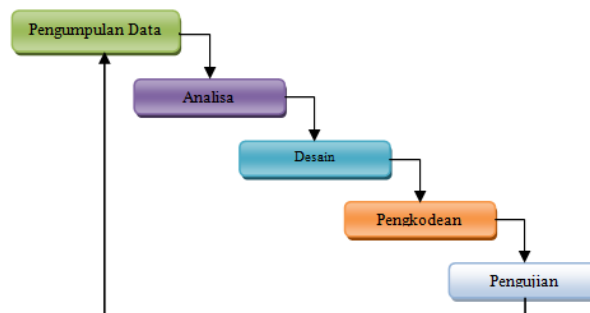 Pengumpulan Data
Analisa
Desain
Pengkodean
Pengujian